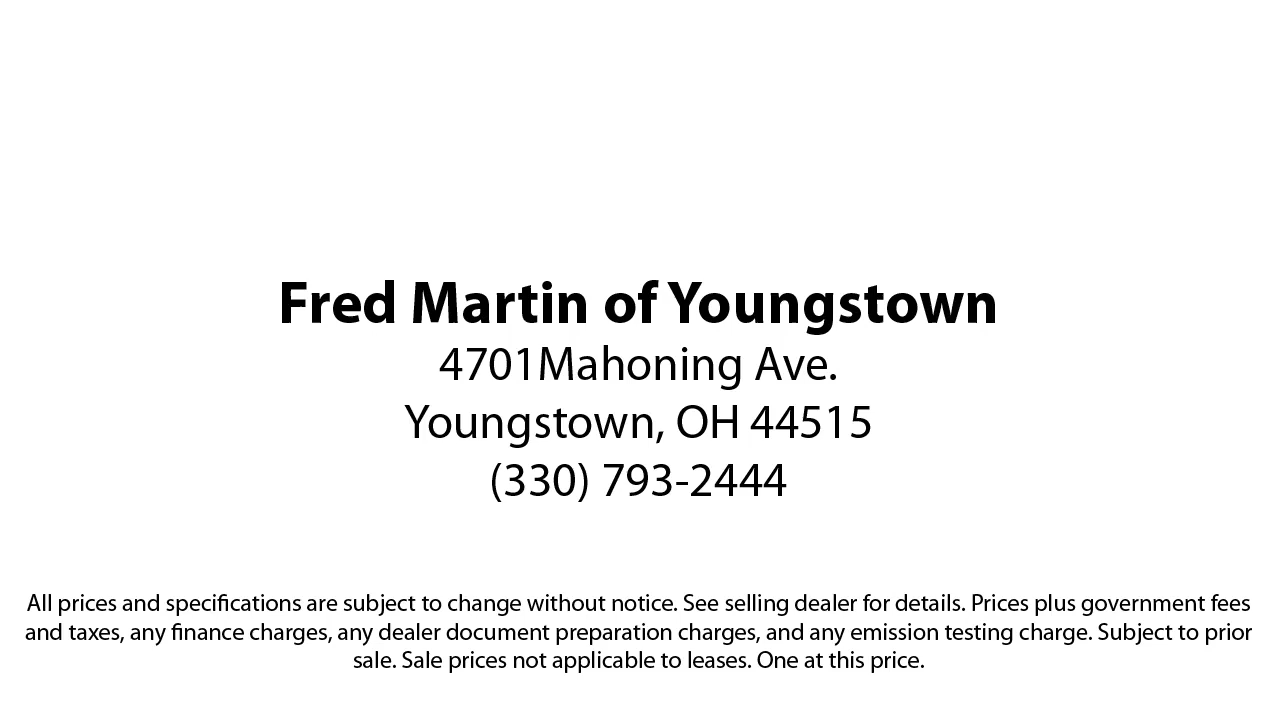 Fred Martin of Youngstown
4701Mahoning Ave.
Youngstown, OH 44515
(330) 793-2444
All prices and specifications are subject to change without notice. See selling dealer for details. Prices plus government fees
and taxes, any finance charges, any dealer document preparation charges, and any emission testing charge. Subject to prior
sale. Sale prices not applicable to leases. One at this price.